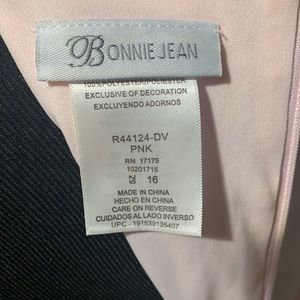 BONNIE JEAN
100% POLYESTER/POLIESTER
EXCLUSIVE OF DECORATION
EXCLUYENDO ADORNOS
R44124-DV
PNK
RN 17175
10201715
SZ 16
MADE IN CHINA
HECHO EN CHINA
CARE ON REVERSE
CUIDADOS AL LADO INVERSO
UPC - 191539135407